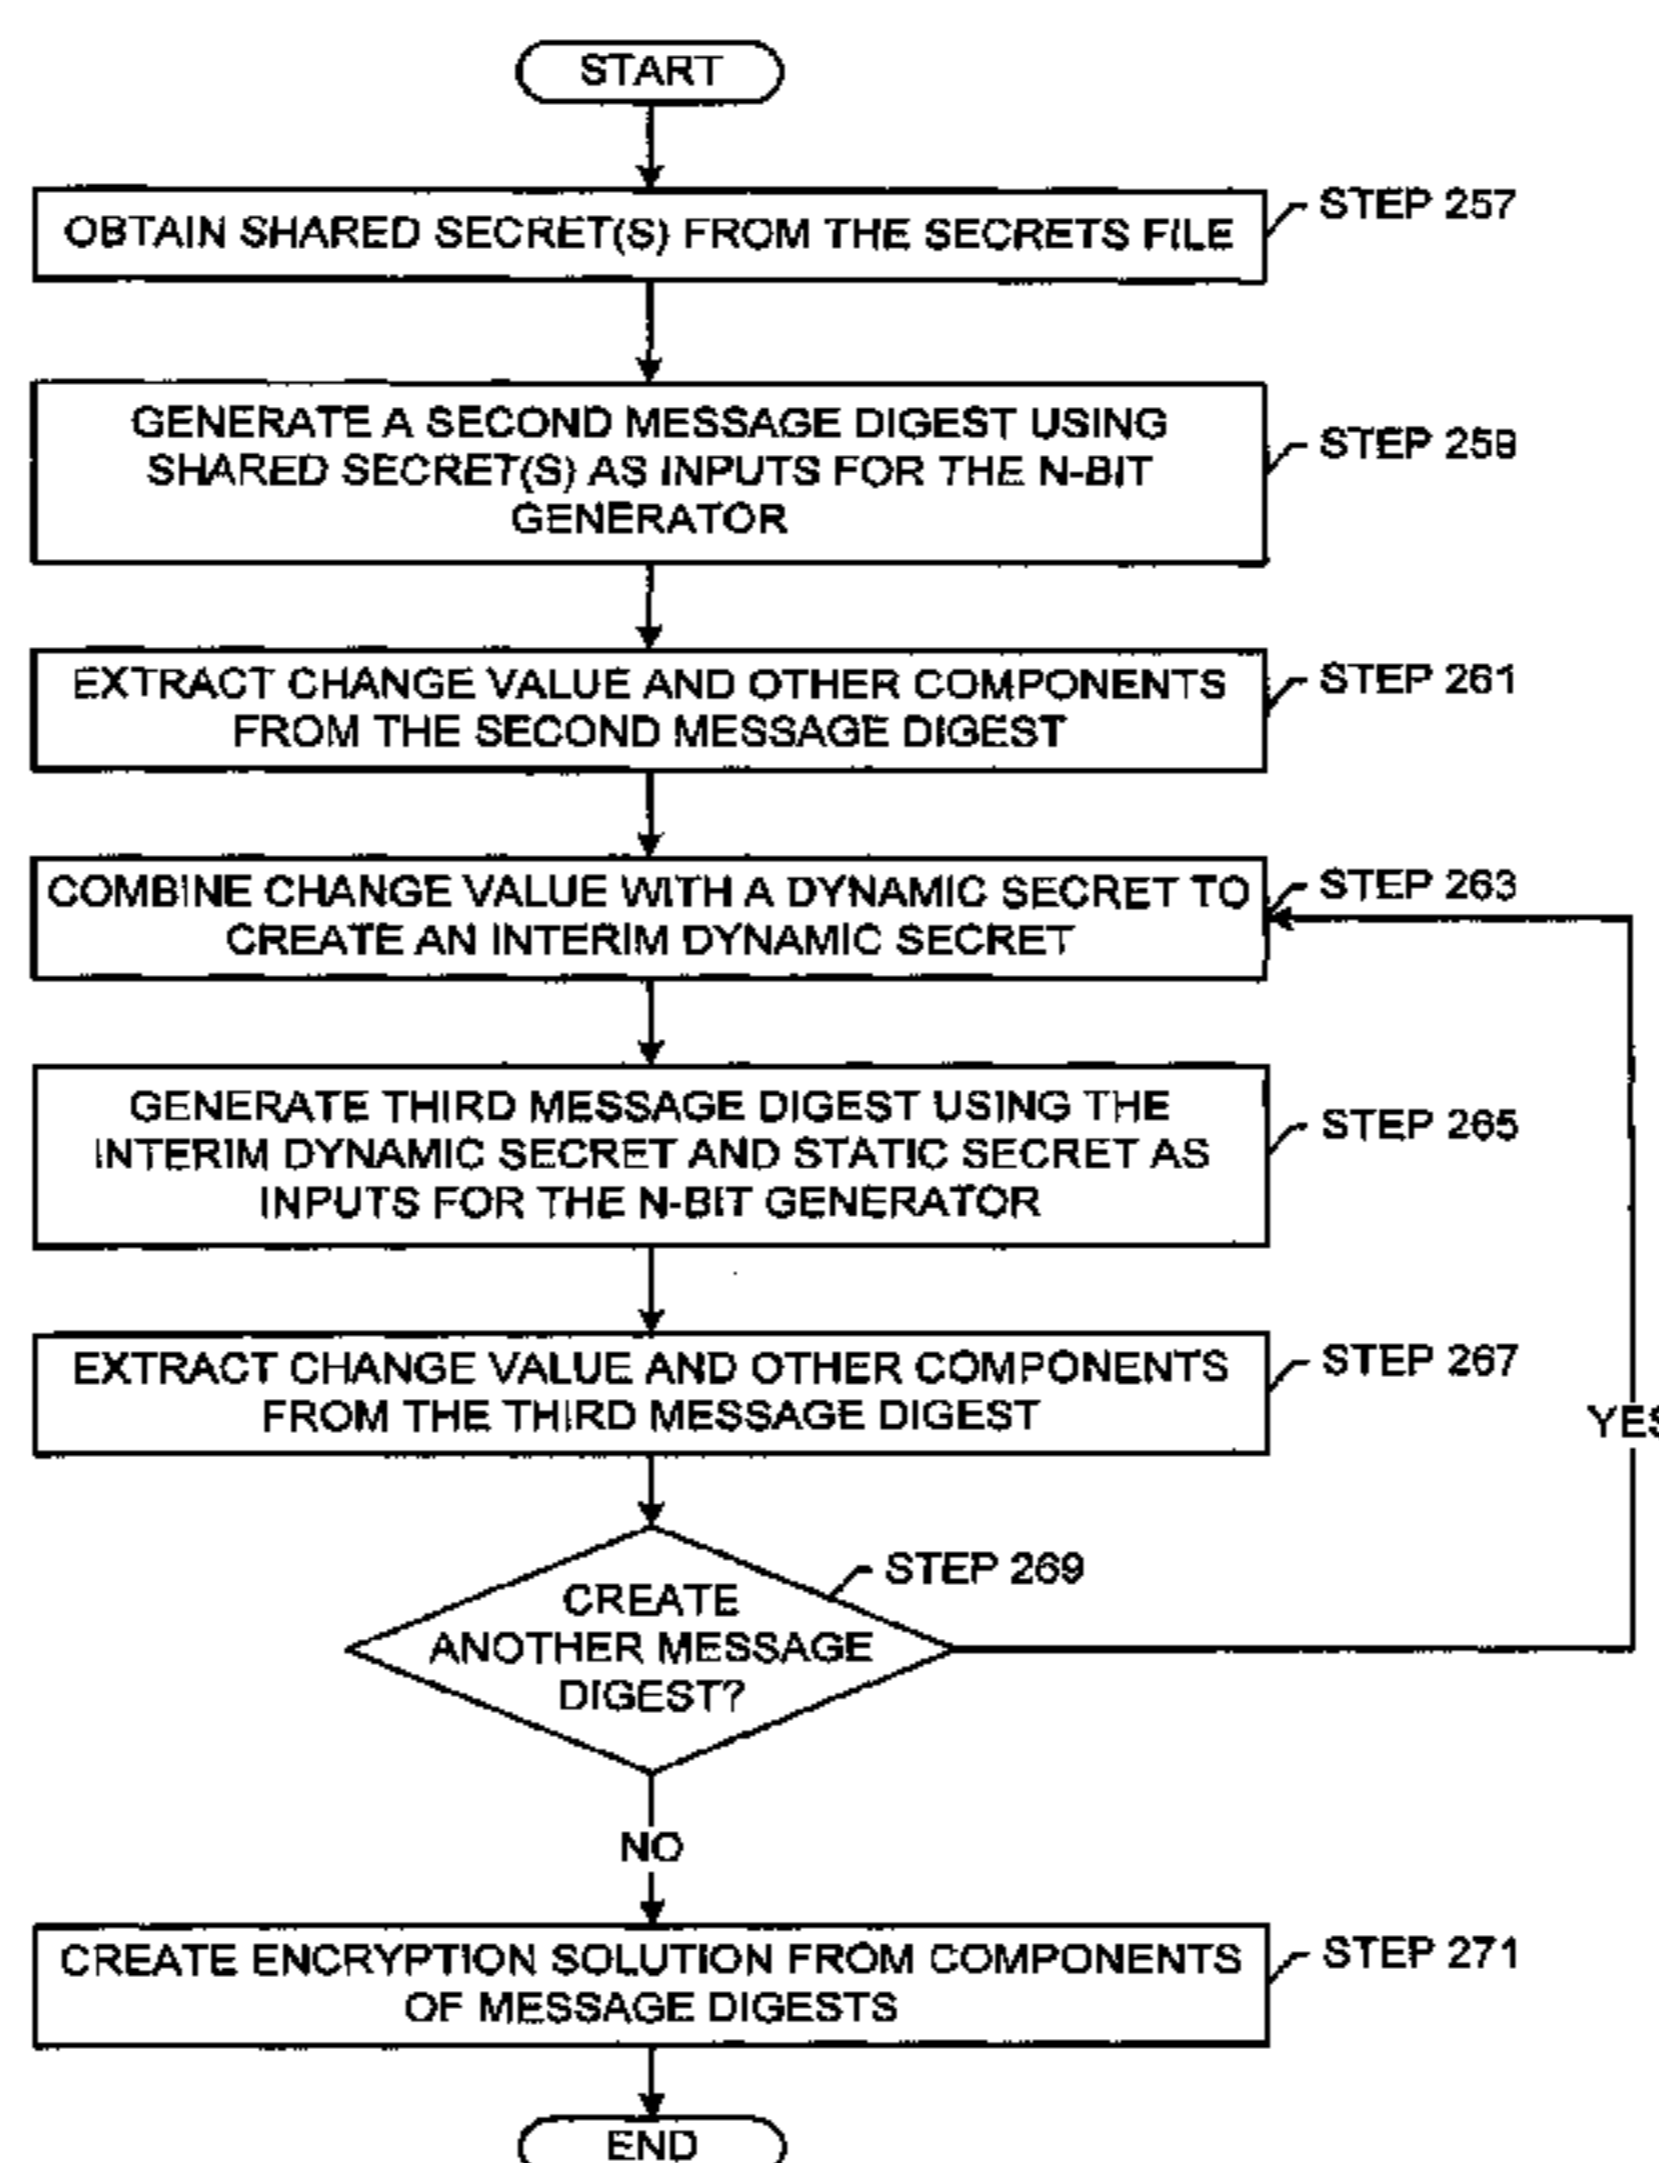 START
OBTAIN SHARED SECRET(S) FROM THE SECRETS FILE
STEP 257
GENERATE A SECOND MESSAGE DIGEST USING
SHARED SECRET(S) AS INPUTS FOR THE N-BIT
GENERATOR
STEP 259
EXTRACT CHANGE VALUE AND OTHER COMPONENTS
FROM THE SECOND MESSAGE DIGEST
STEP 261
COMBINE CHANGE VALUE WITH A DYNAMIC SECRET TO
CREATE AN INTERIM DYNAMIC SECRET
STEP 263
GENERATE THIRD MESSAGE DIGEST USING THE
INTERIM DYNAMIC SECRET AND STATIC SECRET AS
INPUTS FOR THE N-BIT GENERATOR
STEP 265
EXTRACT CHANGE VALUE AND OTHER COMPONENTS
FROM THE THIRD MESSAGE DIGEST
STEP 267
YES
CREATE
ANOTHER MESSAGE
DIGEST?
STEP 269
NO
CREATE ENCRYPTION SOLUTION FROM COMPONENTS
OF MESSAGE DIGESTS
STEP 271
END